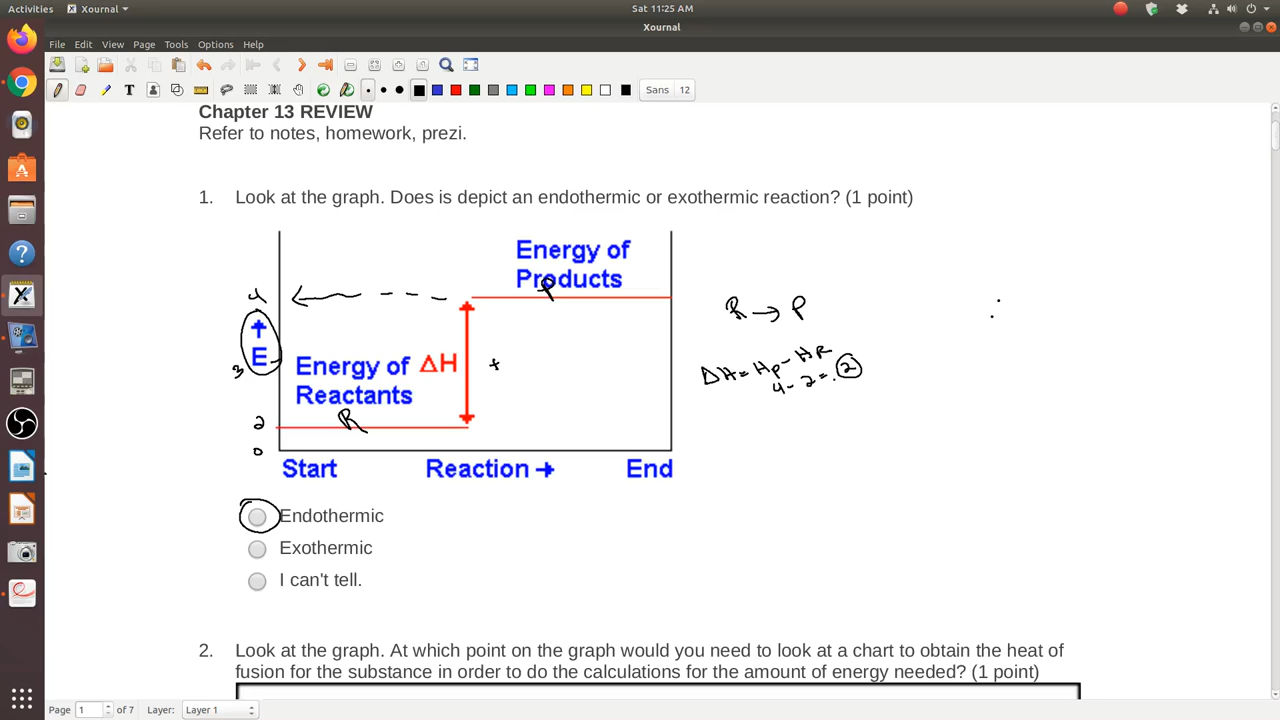 Activities Xournal Sat 11:25 AM
Xournal
File Edit View Page Tools Options Help
T Sans 12
Chapter 13 REVIEW
Refer to notes, homework, prezi.
1. Look at the graph. Does is depict an endothermic or exothermic reaction? (1 point)
Energy of
Products
P
4
R → P
E
3
Energy of ΔH +
Reactants
ΔH = Hp - HR
4 - 2 = 2
2
R
0
Start Reaction → End
Endothermic
Exothermic
I can't tell.
2. Look at the graph. At which point on the graph would you need to look at a chart to obtain the heat of
fusion for the substance in order to do the calculations for the amount of energy needed? (1 point)
Page 1 of 7 Layer: Layer 1